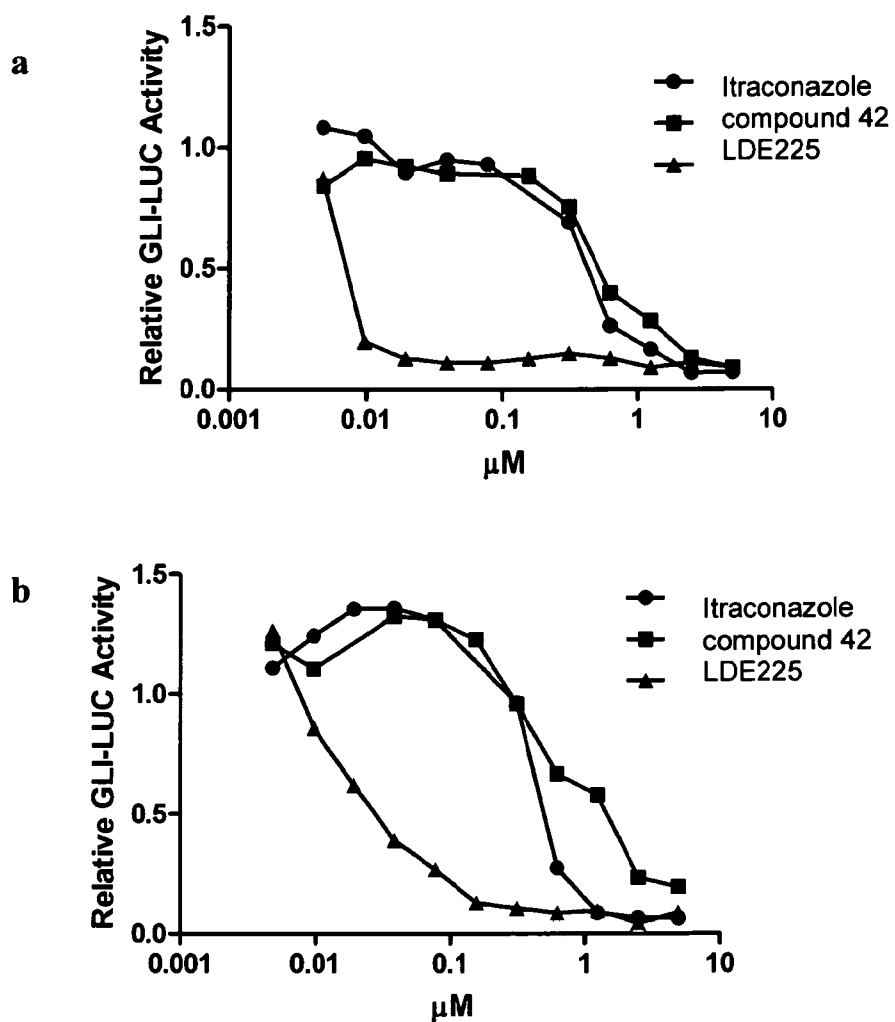 a
Relative GLI-LUC Activity
1.5
1.0
0.5
0.0
0.001
0.01
0.1
1
10
μM
Itraconazole
compound 42
LDE225
b
Relative GLI-LUC Activity
1.5
1.0
0.5
0.0
0.001
0.01
0.1
1
10
μM
Itraconazole
compound 42
LDE225